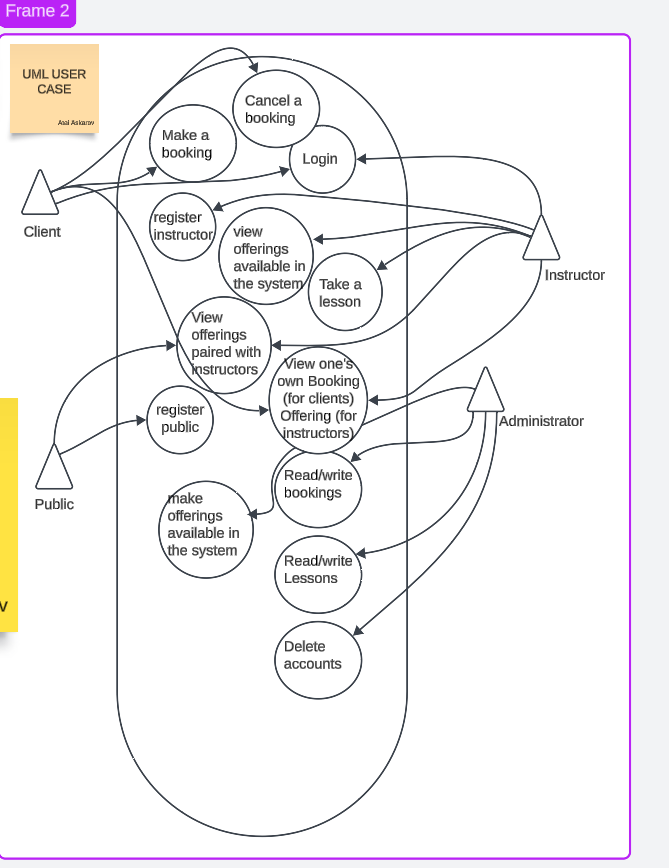 Frame 2
UML USER
CASE
Cancel a
booking
Make a
booking
Login
Client
register
instructor
view
offerings
available in
the system
Take a
lesson
Instructor
View
offerings
paired with
instructors
View one's
own Booking
(for clients)
Offering (for
instructors)
register
public
Administrator
Public
Read/write
bookings
make
offerings
available in
the system
Read/write
Lessons
Delete
accounts
V